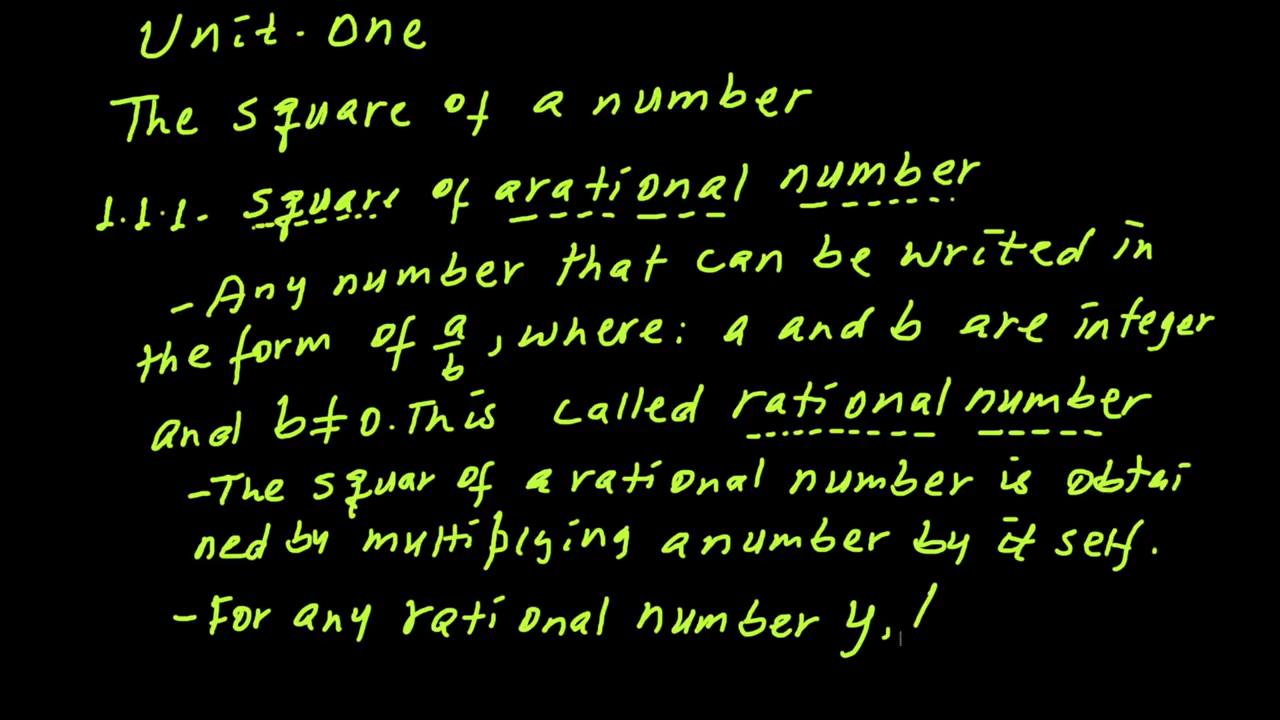 Unit. One
The square of a number
1.1.1. square of arational number
- Any number that can be writed in
the form of a/b, where: a and b are integer
and b≠0. This called rational number
- The squar of a rational number is obtai
ned by multiplying anumber by it self.
- For any rational number y,